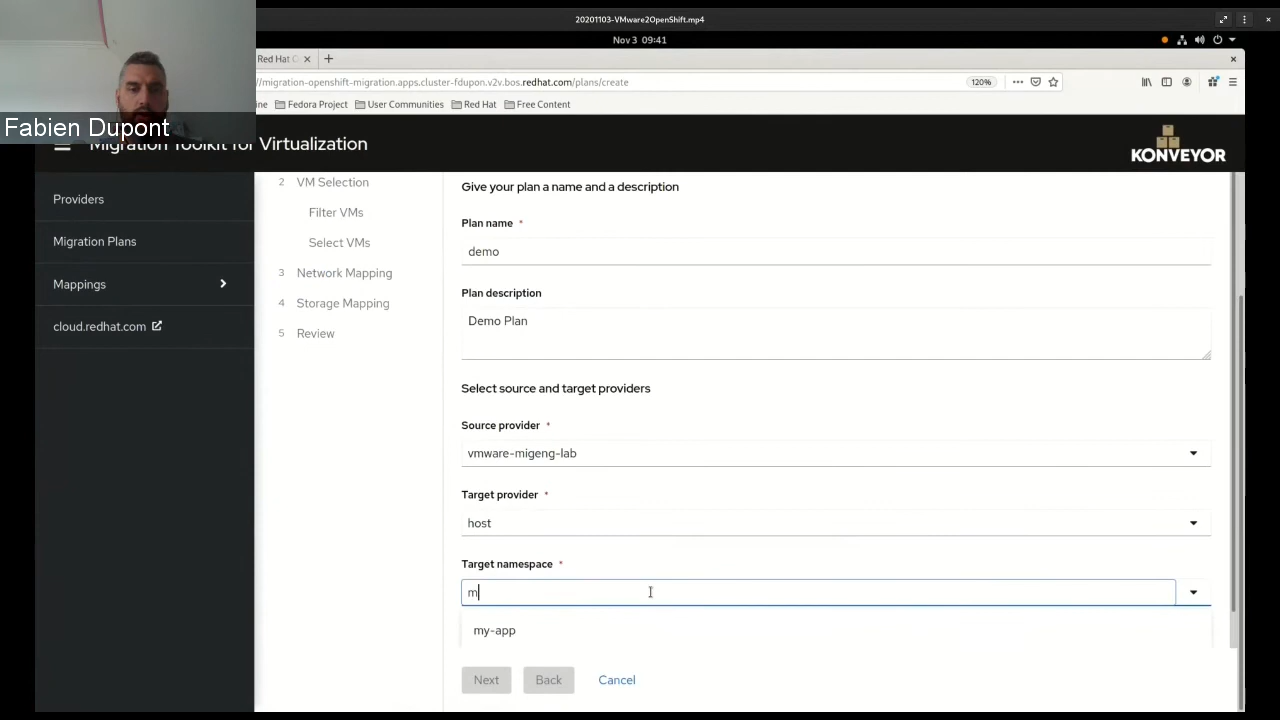 20201103-VMware2OpenShift.mp4
Nov 3 09:41
Red Hat
//migration-openshift-migration.apps.cluster-fdupon.v2v.bos.redhat.com/plans/create
120%
Fedora Project
User Communities
Red Hat
Free Content
Fabien Dupont
Migration Toolkit for Virtualization
KONVEYOR
Providers
Migration Plans
Mappings
cloud.redhat.com
2 VM Selection
Filter VMs
Select VMs
3 Network Mapping
4 Storage Mapping
5 Review
Give your plan a name and a description
Plan name *
demo
Plan description
Demo Plan
Select source and target providers
Source provider *
vmware-migeng-lab
Target provider *
host
Target namespace *
m
my-app
Next
Back
Cancel